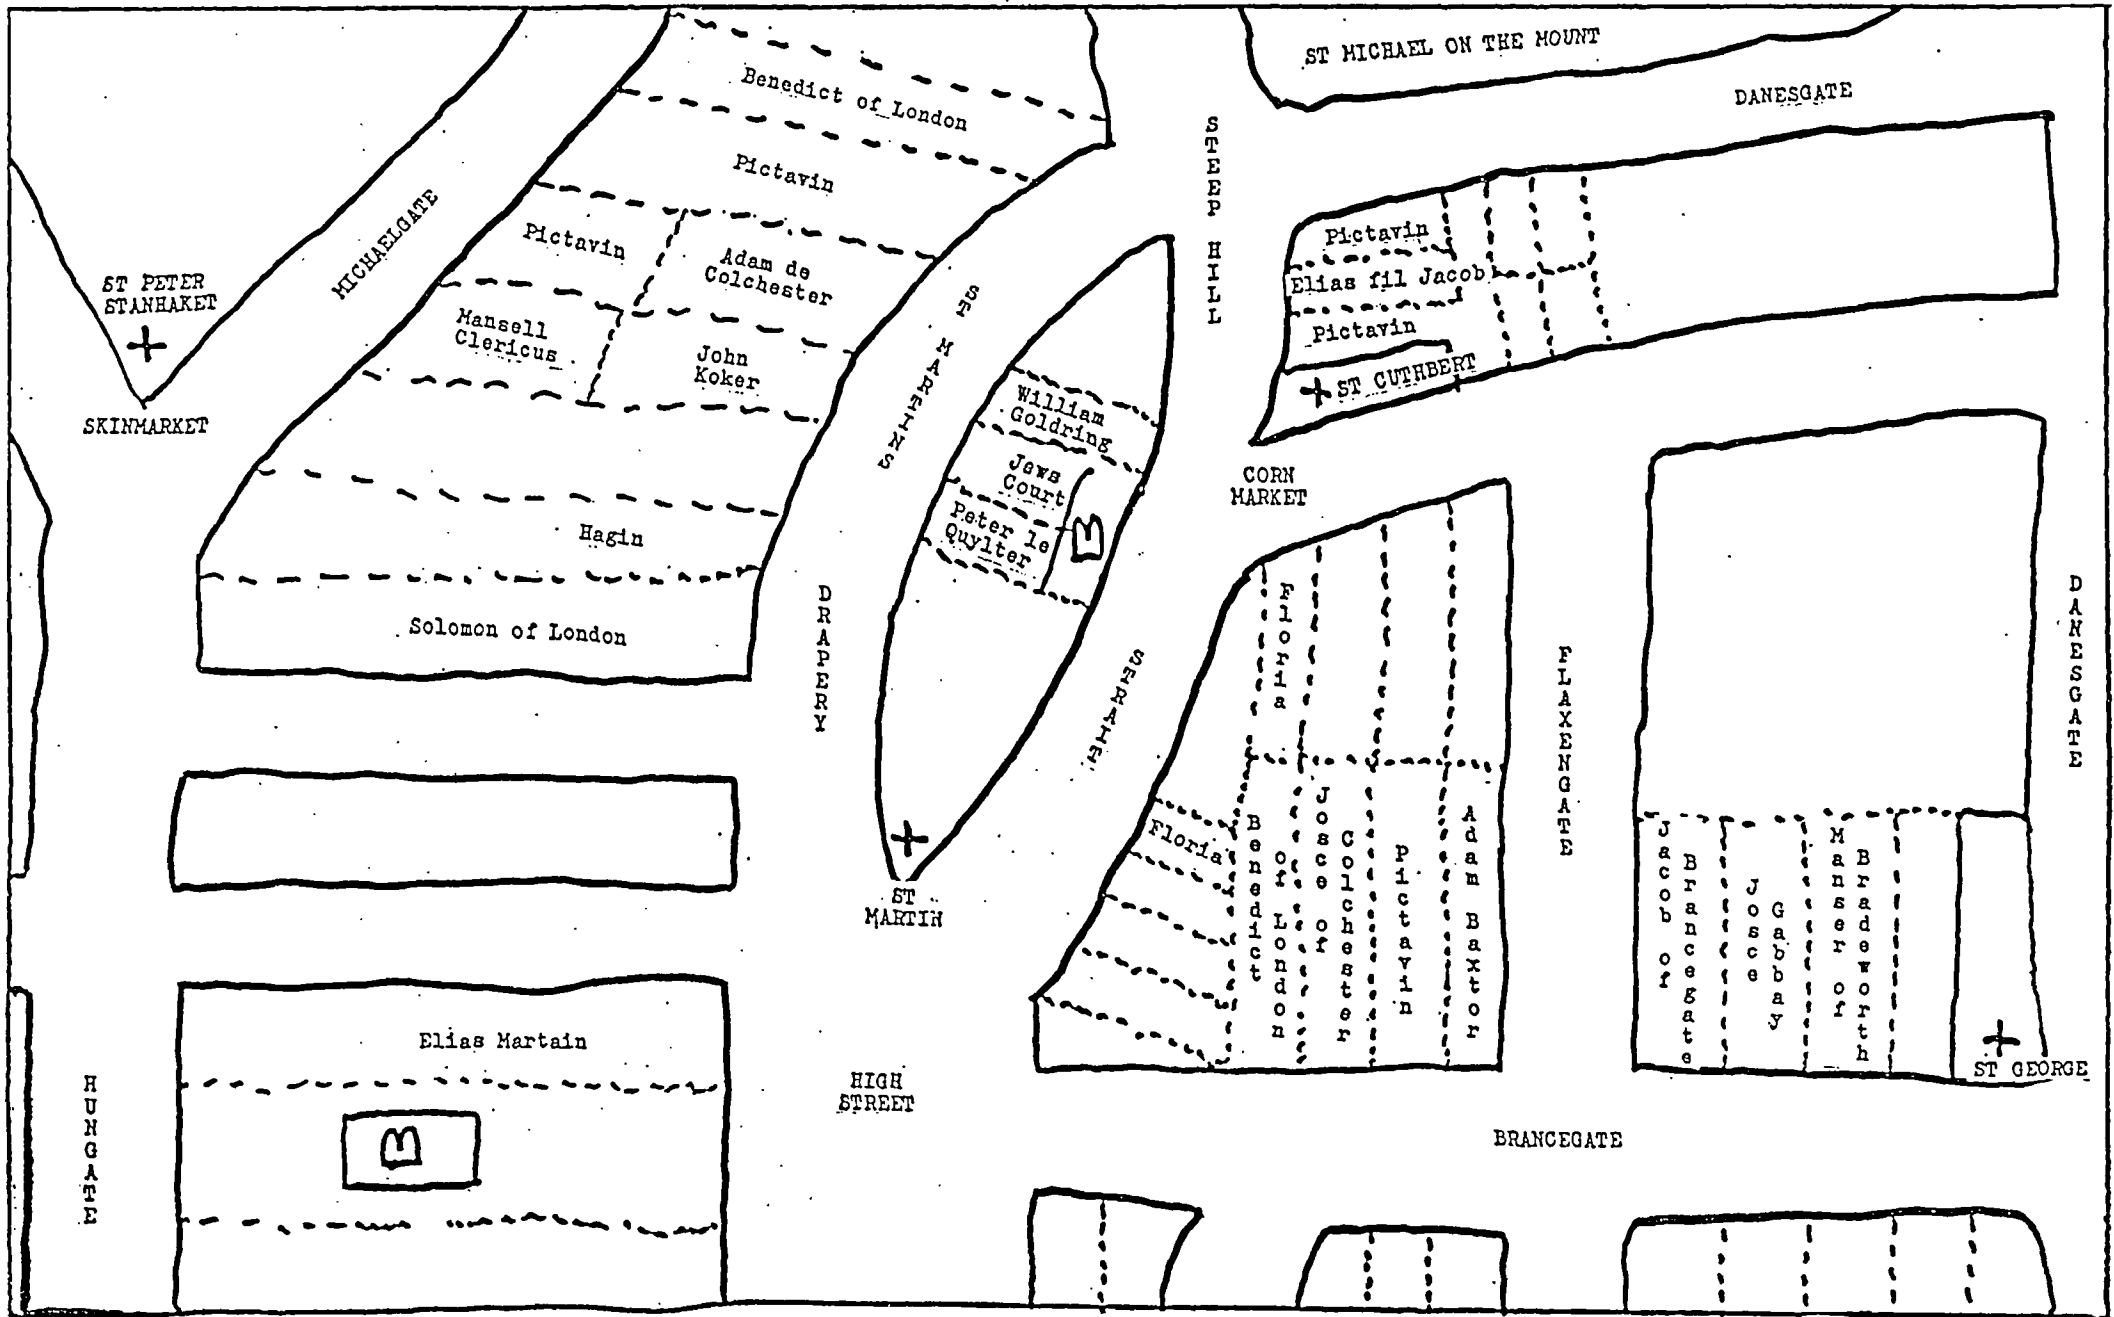 ST MICHAEL ON THE MOUNT
DANESGATE
Benedict of London
STEEP HILL
Pictavin
MICHAELGATE
Pictavin
Adam de
Colchester
Pictavin
Elias fil Jacob
Pictavin
ST CUTHBERT
ST PETER
STANHAKET
SKINMARKET
Mansell
Clericus
John
Koker
ST MARTINS
William
Goldring
Jews
Court
Peter le
Quylter
B
CORN
MARKET
Hagin
Solomon of London
DRAPERY
Floria
FLAXENGATE
DANESGATE
Floria
Benedict
of London
Josce of
Colchester
Pictavin
Adam Baxtor
Jacob of
Brancegate
Josce
Gabbay
Manser of
Bradeworth
ST
MARTIN
Elias Martain
HUNGATE
B
HIGH
STREET
ST GEORGE
BRANCEGATE